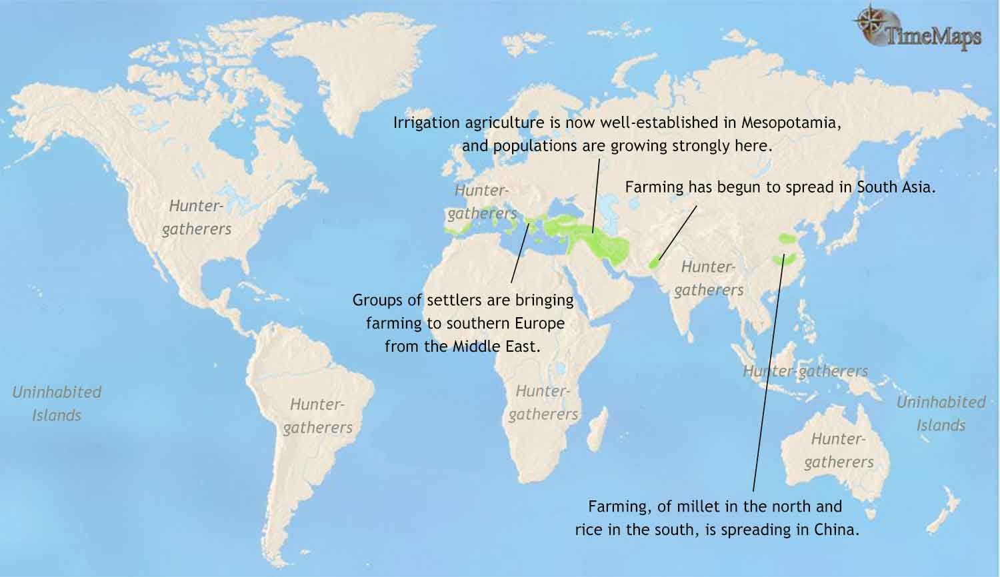 TimeMaps
Irrigation agriculture is now well-established in Mesopotamia,
and populations are growing strongly here.
Farming has begun to spread in South Asia.
Hunter-
gatherers
Hunter-
gatherers
Hunter-
gatherers
Groups of settlers are bringing
farming to southern Europe
from the Middle East.
Hunter-gatherers
Uninhabited
Islands
Hunter-
gatherers
Hunter-
gatherers
Uninhabited
Islands
Hunter-
gatherers
Farming, of millet in the north and
rice in the south, is spreading in China.